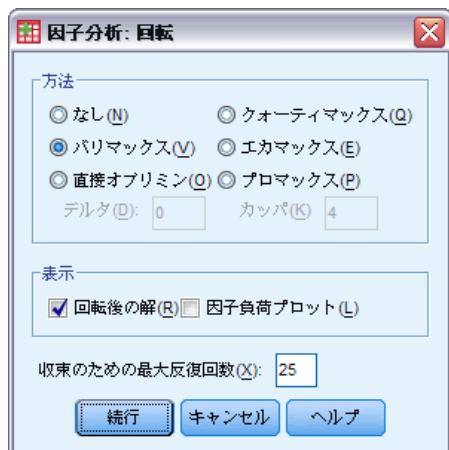 因子分析: 回転
方法
なし(N) クォーティマックス(Q)
バリマックス(V) エカマックス(E)
直接オブリミン(O) プロマックス(P)
デルタ(D): 0 カッパ(K) 4
表示
回転後の解(R) 因子負荷プロット(L)
収束のための最大反復回数(X): 25
続行 キャンセル ヘルプ